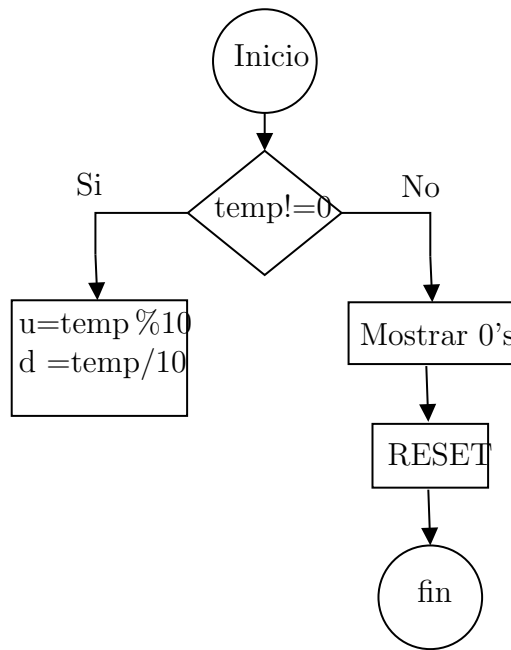 Inicio
Si
No
temp!=0
u=temp %10
d =temp/10
Mostrar 0's
RESET
fin